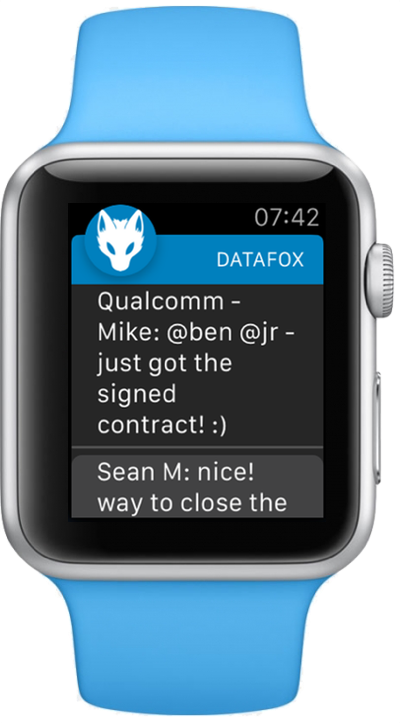 07:42
DATAFOX
Qualcomm –
Mike: @ben @jr –
just got the
signed
contract! :)
Sean M: nice!
way to close the